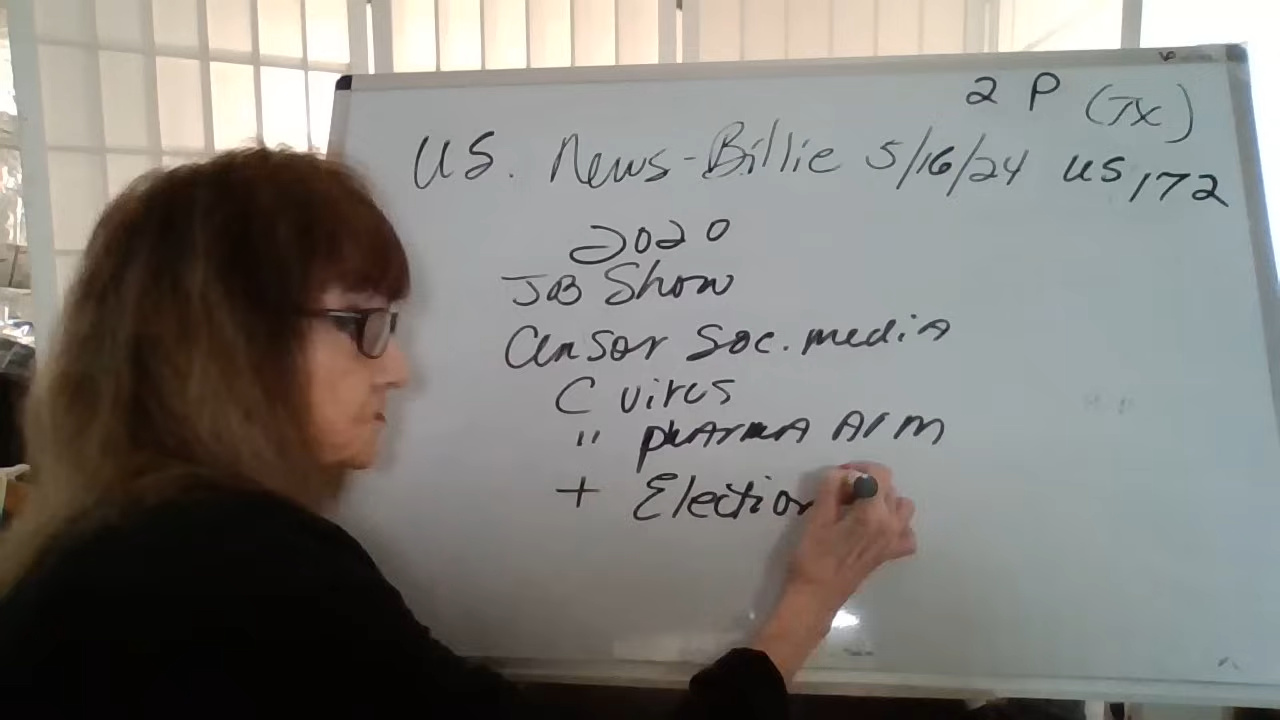 2 P (TX)
U.S. News-Billie 5/16/24 US, 172
2020
JB Show
Censor Soc. media
C virus
" pharma Arm
+ Election